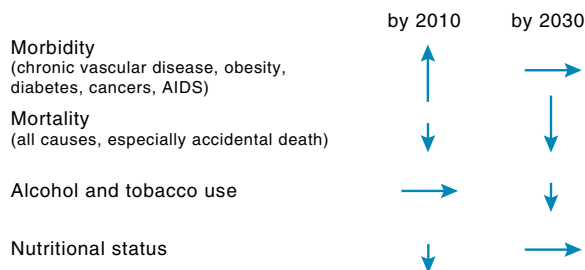 by 2010 by 2030
Morbidity
(chronic vascular disease, obesity,
diabetes, cancers, AIDS)
Mortality
(all causes, especially accidental death)
Alcohol and tobacco use
Nutritional status